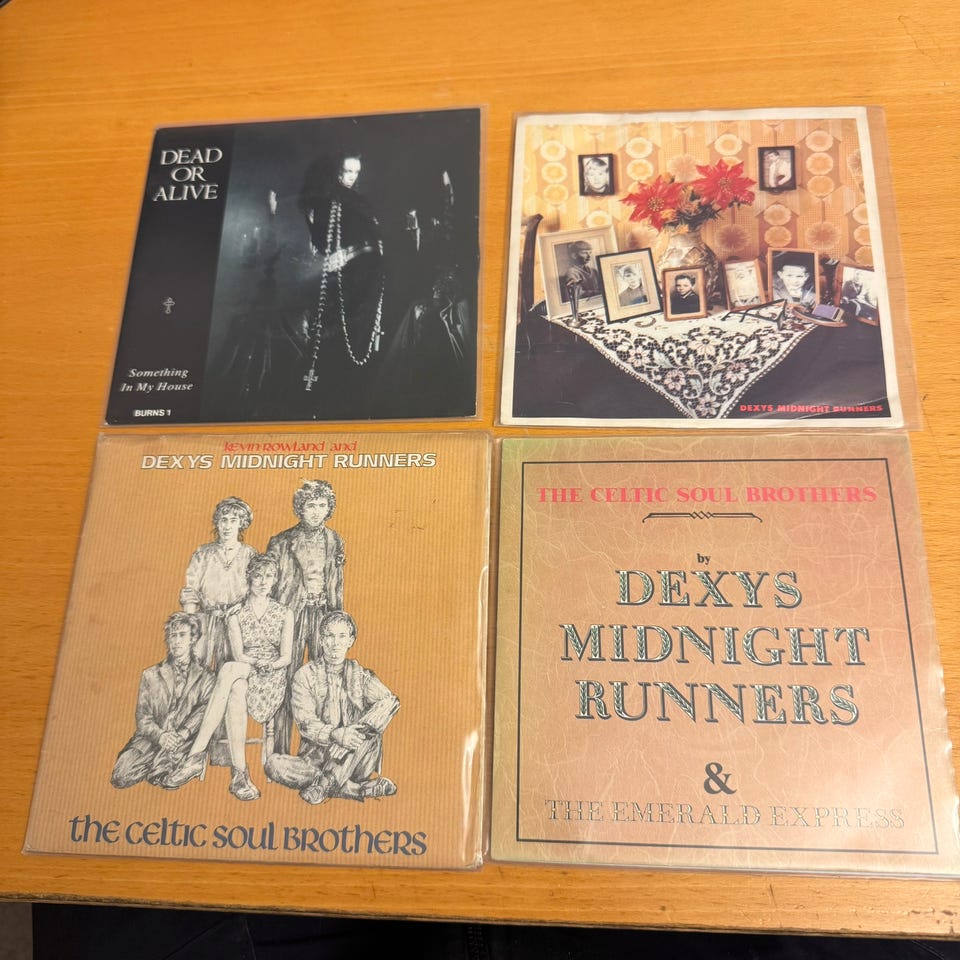 DEAD
OR
ALIVE
Something
In My House
BURNS 1
DEXYS MIDNIGHT RUNNERS
kevin rowland and
DEXYS MIDNIGHT RUNNERS
the celtic soul brothers
THE CELTIC SOUL BROTHERS
by
DEXYS
MIDNIGHT
RUNNERS
&
THE EMERALD EXPRESS